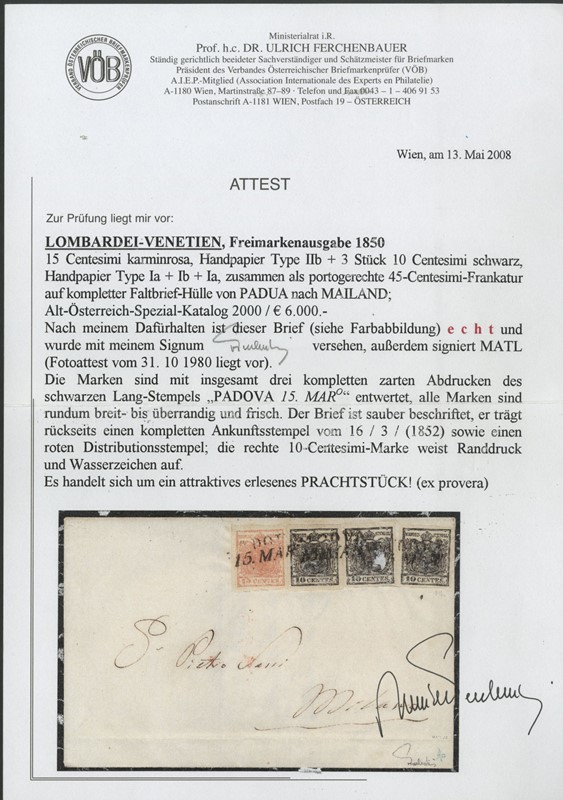 VERBAND ÖSTERREICHISCHER BRIEFMARKENPRÜFER
VÖB
Ministerialrat i.R.
Prof. h.c. DR. ULRICH FERCHENBAUER
Ständig gerichtlich beeideter Sachverständiger und Schätzmeister für Briefmarken
Präsident des Verbandes Österreichischer Briefmarkenprüfer (VÖB)
A.I.E.P.-Mitglied (Association Internationale des Experts en Philatelie)
A-1180 Wien, Martinstraße 87–89 · Telefon und Fax 0043 – 1 – 406 91 53
Postanschrift A-1181 WIEN, Postfach 19 – ÖSTERREICH
Wien, am 13. Mai 2008
ATTEST
Zur Prüfung liegt mir vor:
LOMBARDEI-VENETIEN, Freimarkenausgabe 1850
15 Centesimi karminrosa, Handpapier Type IIb + 3 Stück 10 Centesimi schwarz,
Handpapier Type Ia + Ib + Ia, zusammen als portogerechte 45-Centesimi-Frankatur
auf kompletter Faltbrief-Hülle von PADUA nach MAILAND;
Alt-Österreich-Spezial-Katalog 2000 / € 6.000.-
Nach meinem Dafürhalten ist dieser Brief (siehe Farbabbildung) e c h t und
wurde mit meinem Signum versehen, außerdem signiert MATL
(Fotoattest vom 31. 10 1980 liegt vor).
Die Marken sind mit insgesamt drei kompletten zarten Abdrucken des
schwarzen Lang-Stempels „PADOVA 15. MARº“ entwertet, alle Marken sind
rundum breit- bis überrandig und frisch. Der Brief ist sauber beschriftet, er trägt
rückseits einen kompletten Ankunftsstempel vom 16 / 3 / (1852) sowie einen
roten Distributionsstempel; die rechte 10-Centesimi-Marke weist Randdruck
und Wasserzeichen auf.
Es handelt sich um ein attraktives erlesenes PRACHTSTÜCK! (ex provera)
15. MAR
15 CENTES. 10 CENTES. 10 CENTES. 10 CENTES.
Pietro